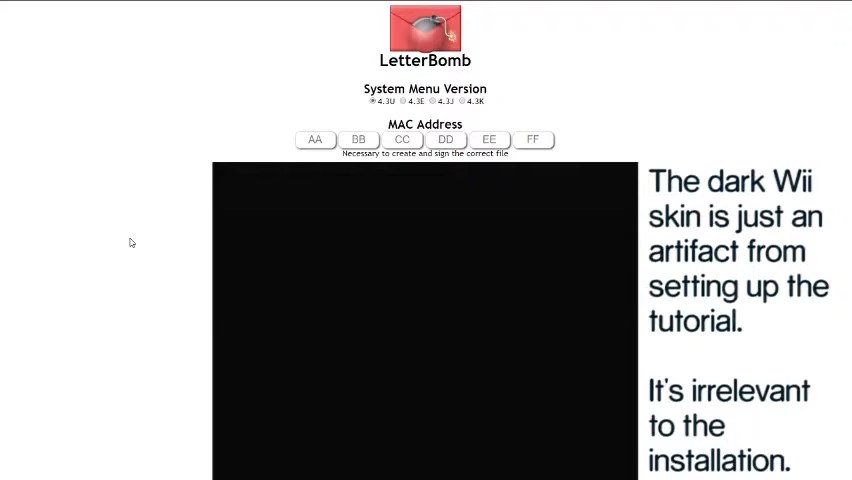 LetterBomb
System Menu Version
4.3U 4.3E 4.3J 4.3K
MAC Address
AA BB CC DD EE FF
Necessary to create and sign the correct file
The dark Wii
skin is just an
artifact from
setting up the
tutorial.
It's irrelevant
to the
installation.